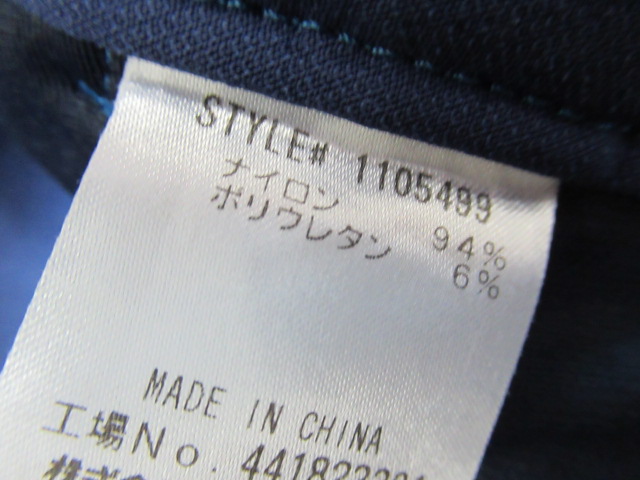 STYLE# 1105499
ナイロン 94%
ポリウレタン 6%
MADE IN CHINA
工場No.